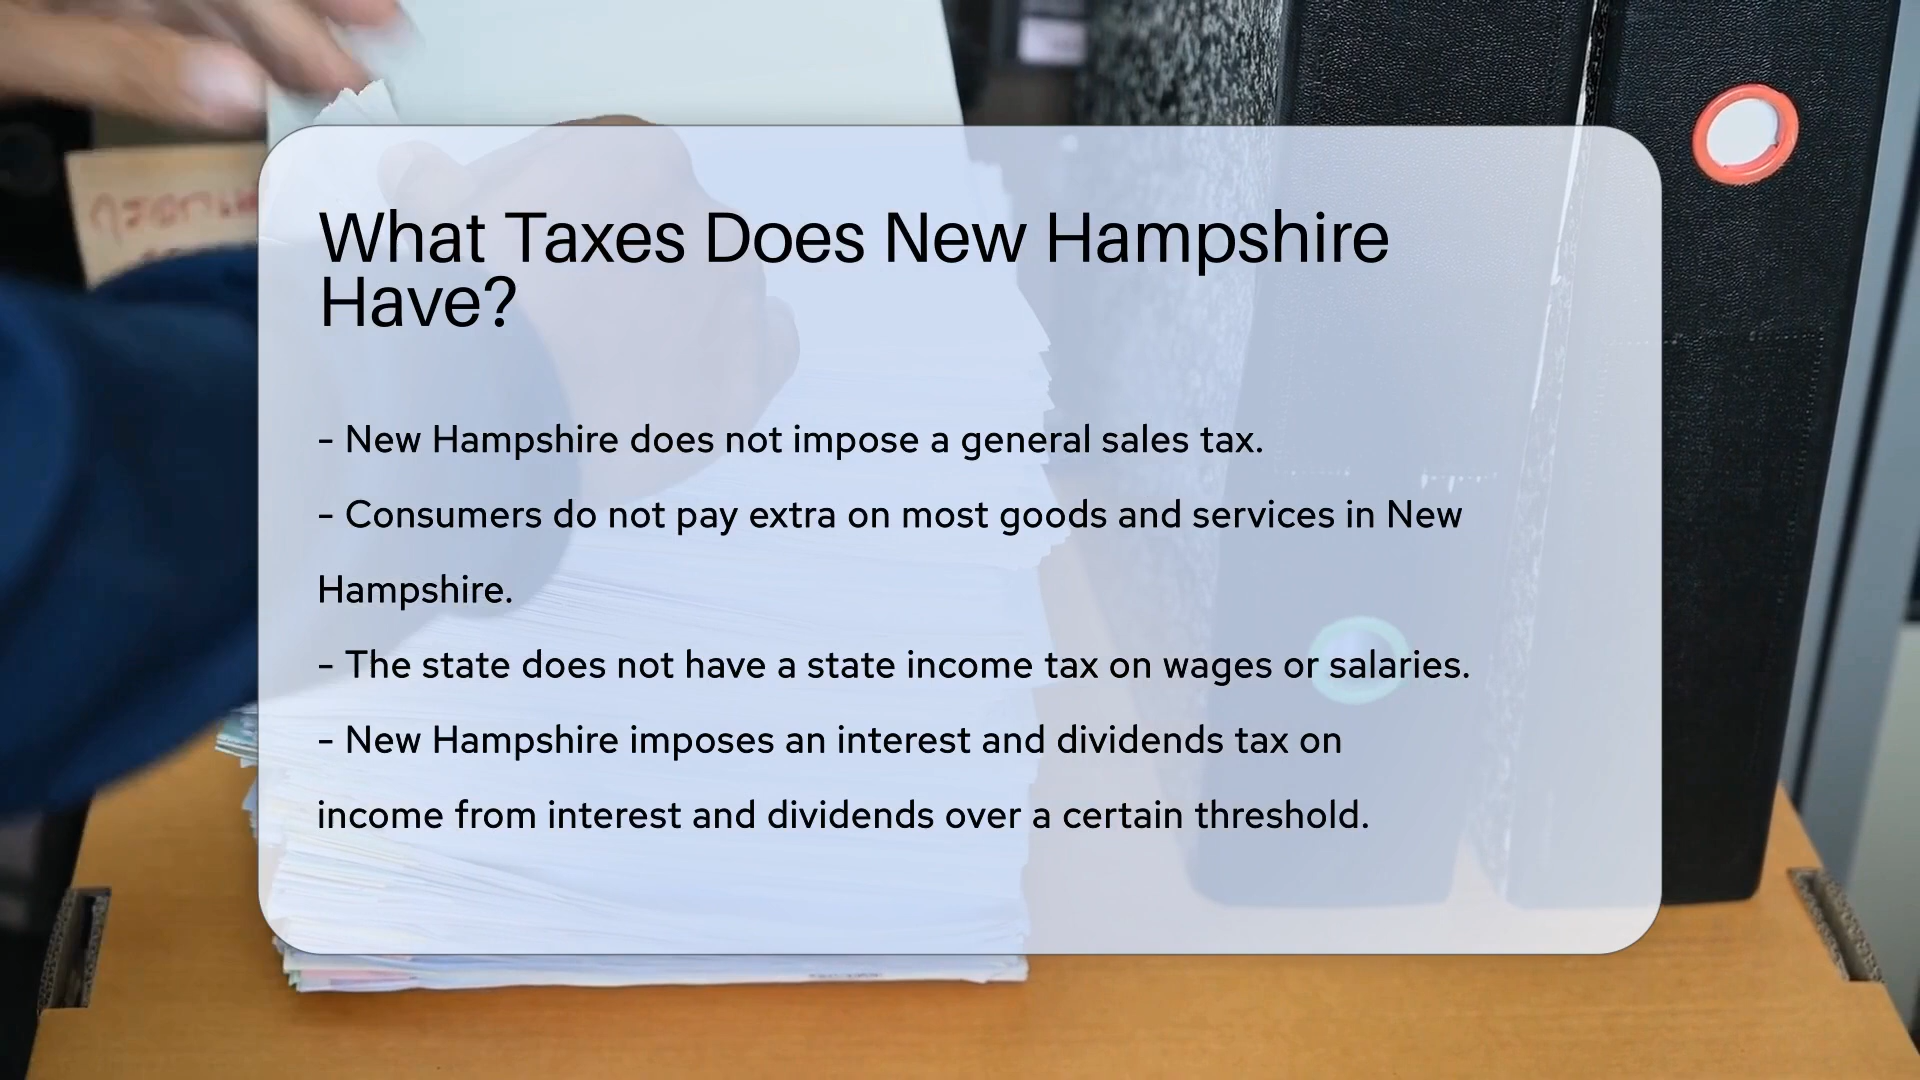 What Taxes Does New Hampshire
Have?
- New Hampshire does not impose a general sales tax.
- Consumers do not pay extra on most goods and services in New
Hampshire.
- The state does not have a state income tax on wages or salaries.
- New Hampshire imposes an interest and dividends tax on
income from interest and dividends over a certain threshold.